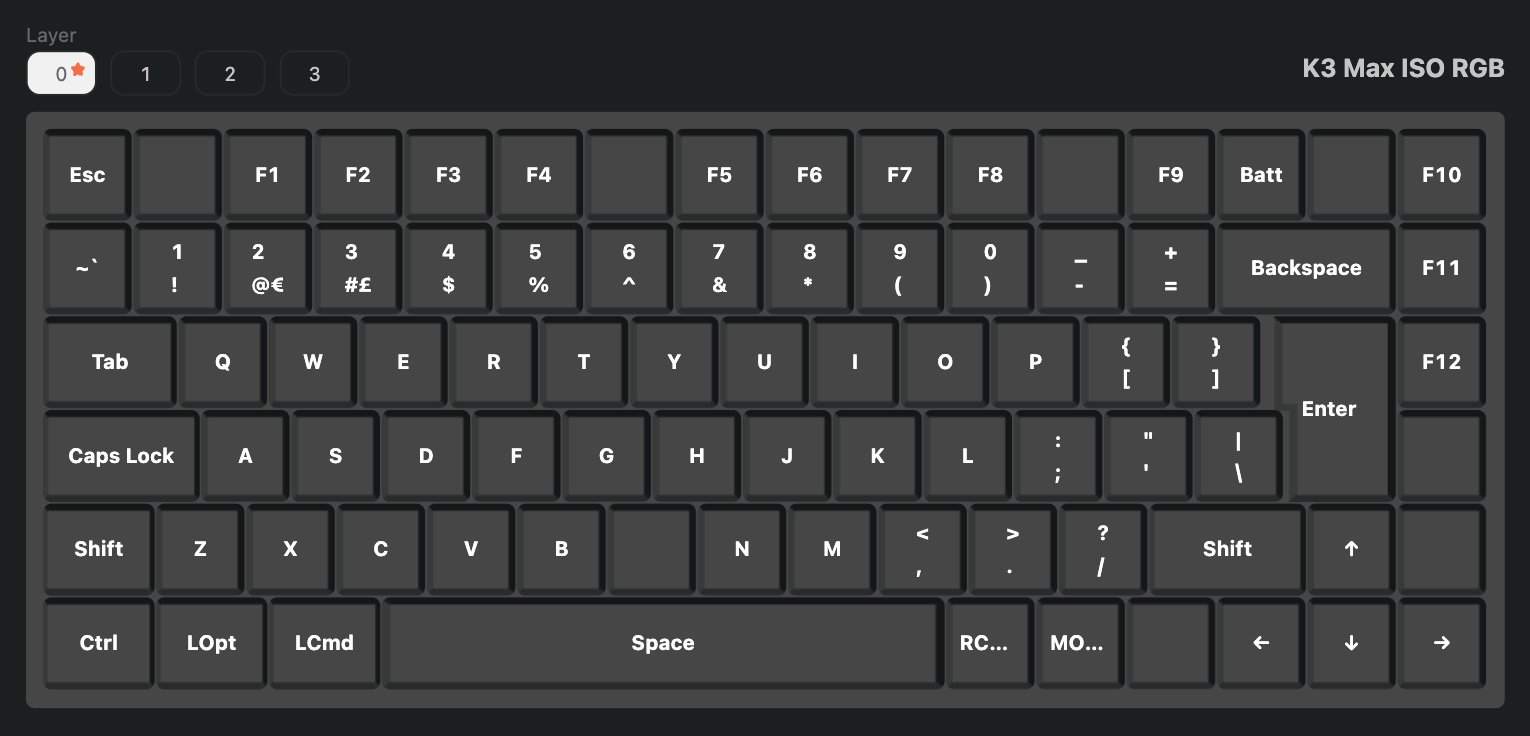 Layer
0 1 2 3
K3 Max ISO RGB
Esc F1 F2 F3 F4 F5 F6 F7 F8 F9 Batt F10
~` 1 2 3 4 5 6 7 8 9 0 _ + Backspace F11
! @€ #£ $ % ^ & * ( ) - =
Tab Q W E R T Y U I O P { } F12
[ ]
Enter
Caps Lock A S D F G H J K L : " |
; ' \
Shift Z X C V B N M < > ? Shift ↑
, . /
Ctrl LOpt LCmd Space RC... MO... ← ↓ →